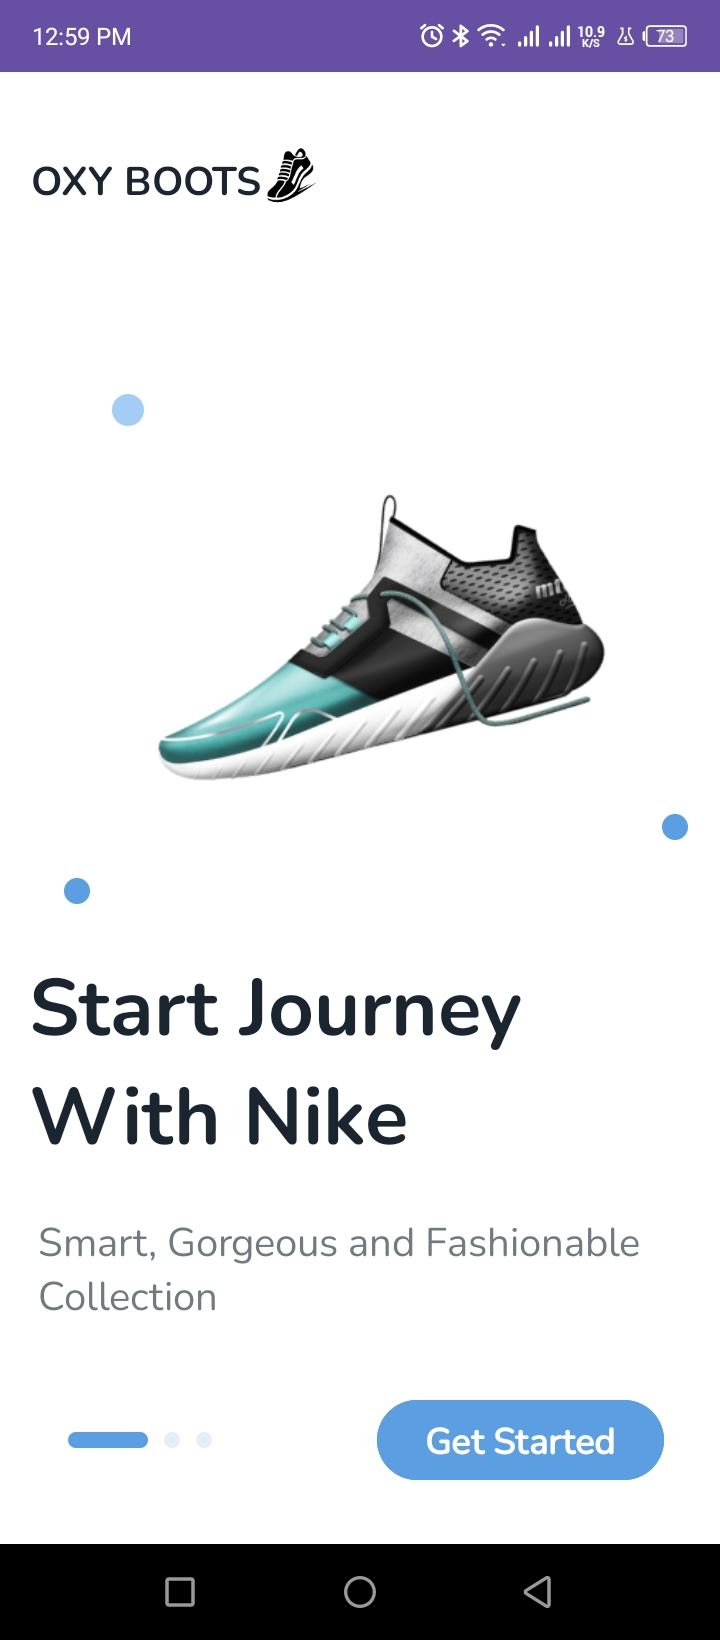 12:59 PM
10.9
K/S
73
OXY BOOTS
Start Journey
With Nike
Smart, Gorgeous and Fashionable
Collection
Get Started